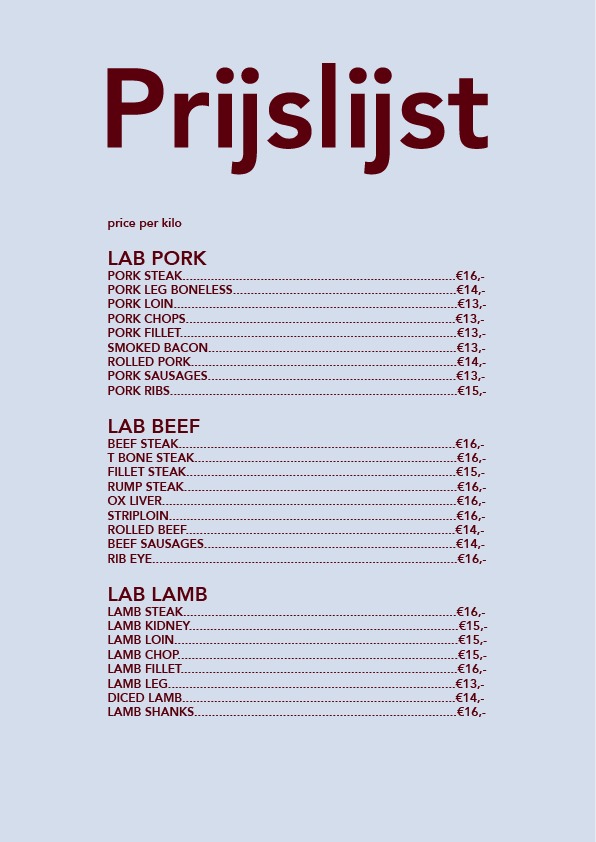 Prijslijst
price per kilo
LAB PORK
PORK STEAK................................................................................€16,-
PORK LEG BONELESS..................................................................€14,-
PORK LOIN...................................................................................€13,-
PORK CHOPS...............................................................................€13,-
PORK FILLET.................................................................................€13,-
SMOKED BACON.........................................................................€13,-
ROLLED PORK..............................................................................€14,-
PORK SAUSAGES.........................................................................€13,-
PORK RIBS....................................................................................€15,-
LAB BEEF
BEEF STEAK.................................................................................€16,-
T BONE STEAK.............................................................................€16,-
FILLET STEAK...............................................................................€15,-
RUMP STEAK................................................................................€16,-
OX LIVER......................................................................................€16,-
STRIPLOIN....................................................................................€16,-
ROLLED BEEF...............................................................................€14,-
BEEF SAUSAGES..........................................................................€14,-
RIB EYE.........................................................................................€16,-
LAB LAMB
LAMB STEAK................................................................................€16,-
LAMB KIDNEY...............................................................................€15,-
LAMB LOIN...................................................................................€15,-
LAMB CHOP..................................................................................€15,-
LAMB FILLET.................................................................................€16,-
LAMB LEG....................................................................................€13,-
DICED LAMB................................................................................€14,-
LAMB SHANKS.............................................................................€16,-